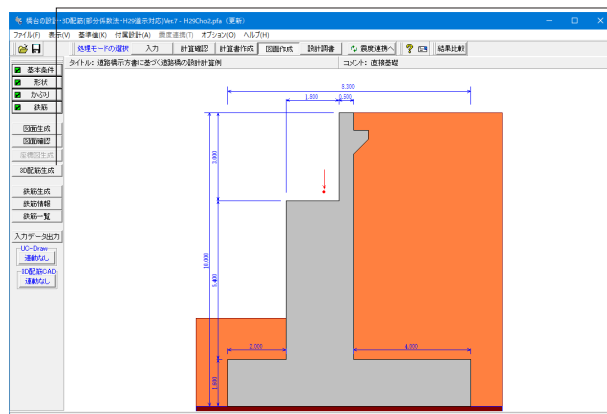 橋台の設計・3D配筋(部分係数法・H29道示対応)Ver.7 - H29Cho2.pfa (更新)
ファイル(F) 表示(V) 基準値(K) 付属設計(A) 震度連携(T) オプション(O) ヘルプ(H)
処理モードの選択 入力 計算確認 計算書作成 図面作成 設計調書 震度連携へ 結果比較
タイトル: 道路橋示方書に基づく道路橋の設計計算例 コメント: 直接基礎
基本条件
形状
かぶり
鉄筋
図面生成
図面確認
座標図生成
3D配筋生成
鉄筋生成
鉄筋情報
鉄筋一覧
入力データ出力
UC-Draw
連動なし
3D配筋CAD
連動なし
8.300
1.800 0.500
3.000
10.000
5.400
2.000
4.000
1.600